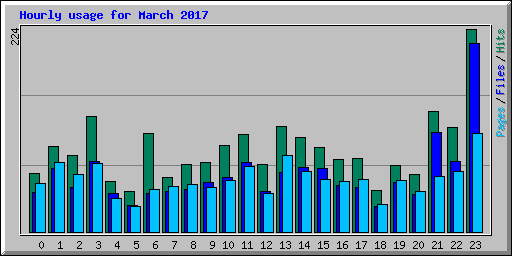 Hourly usage for March 2017
224
Pages / Files / Hits
0 1 2 3 4 5 6 7 8 9 10 11 12 13 14 15 16 17 18 19 20 21 22 23